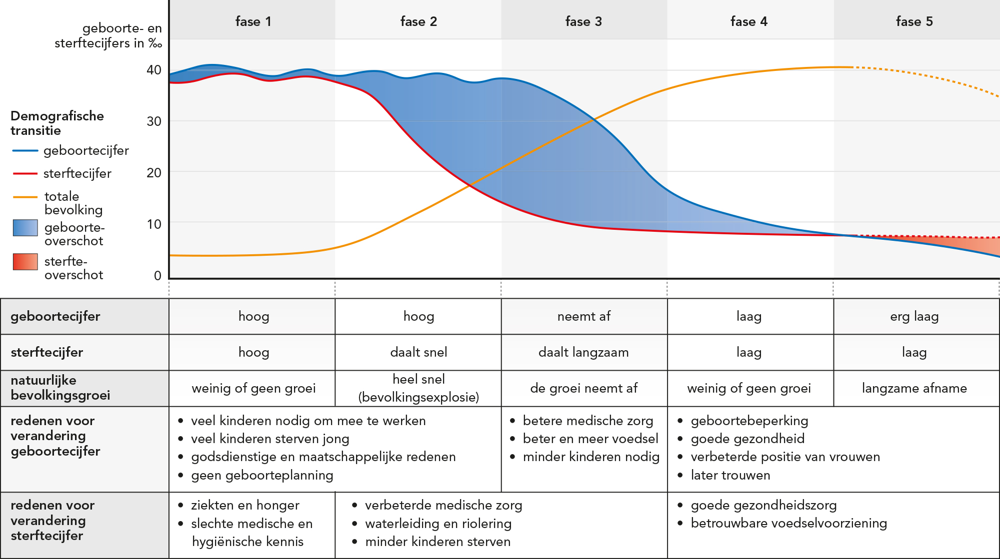 fase 1
fase 2
fase 3
fase 4
fase 5
geboorte- en
sterftecijfers in ‰
40
30
20
10
0
Demografische
transitie
geboortecijfer
sterftecijfer
totale
bevolking
geboorte-
overschot
sterfte-
overschot
geboortecijfer
hoog
hoog
neemt af
laag
erg laag
sterftecijfer
hoog
daalt snel
daalt langzaam
laag
laag
natuurlijke
bevolkingsgroei
weinig of geen groei
heel snel
(bevolkingsexplosie)
de groei neemt af
weinig of geen groei
langzame afname
redenen voor
verandering
geboortecijfer
• veel kinderen nodig om mee te werken
• veel kinderen sterven jong
• godsdienstige en maatschappelijke redenen
• geen geboorteplanning
• betere medische zorg
• beter en meer voedsel
• minder kinderen nodig
• geboortebeperking
• goede gezondheid
• verbeterde positie van vrouwen
• later trouwen
redenen voor
verandering
sterftecijfer
• ziekten en honger
• slechte medische en
hygiënische kennis
• verbeterde medische zorg
• waterleiding en riolering
• minder kinderen sterven
• goede gezondheidszorg
• betrouwbare voedselvoorziening